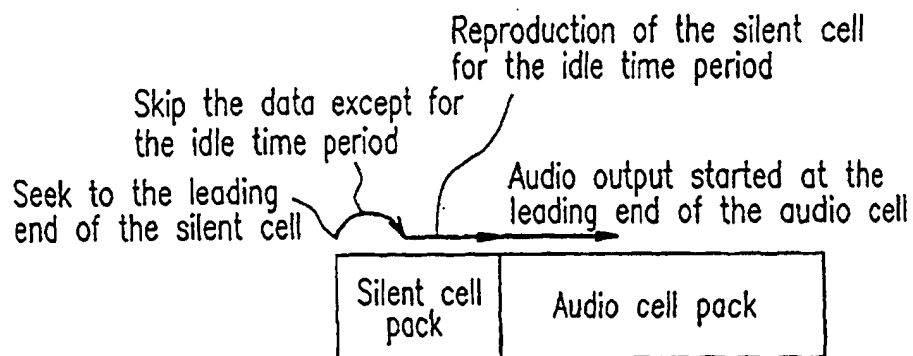 Reproduction of the silent cell
for the idle time period
Skip the data except for
the idle time period
Seek to the leading
end of the silent cell
Audio output started at the
leading end of the audio cell
Silent cell
pack
Audio cell pack